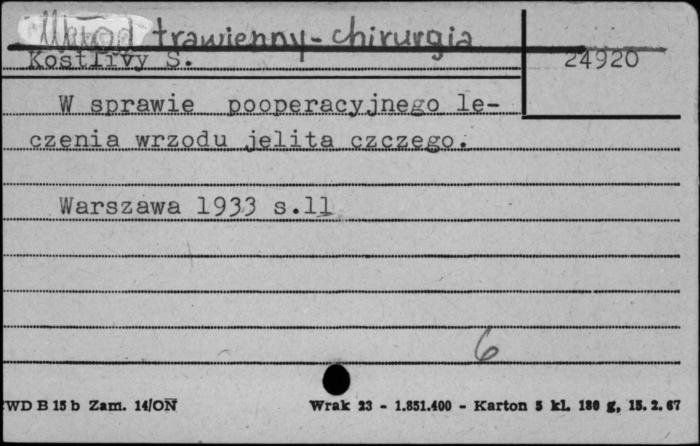 Układ trawienny - chirurgia
Kostlivy S.
24920
W sprawie pooperacyjnego le-
czenia wrzodu jelita czczego.
Warszawa 1933 s.11
6
WD B 15 b Zam. 14/ON
Wrak 23 - 1.851.400 - Karton 5 kl. 180 g, 15. 2. 67